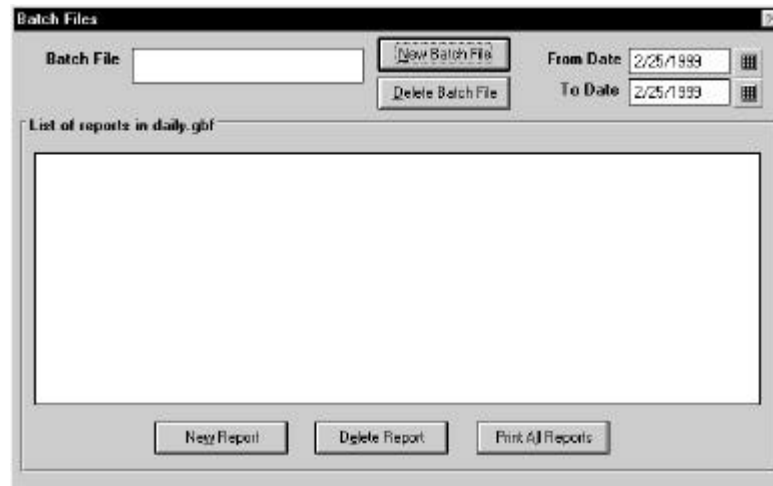 Batch Files
Batch File
New Batch File
From Date 2/25/1999
Delete Batch File
To Date 2/25/1999
List of reports in daily.gbf
New Report Delete Report Print All Reports